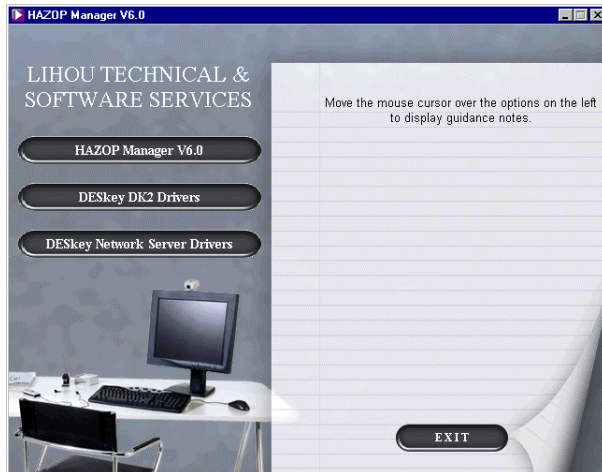 HAZOP Manager V6.0
LIHOU TECHNICAL &
SOFTWARE SERVICES
Move the mouse cursor over the options on the left
to display guidance notes.
HAZOP Manager V6.0
DESkey DK2 Drivers
DESkey Network Server Drivers
EXIT